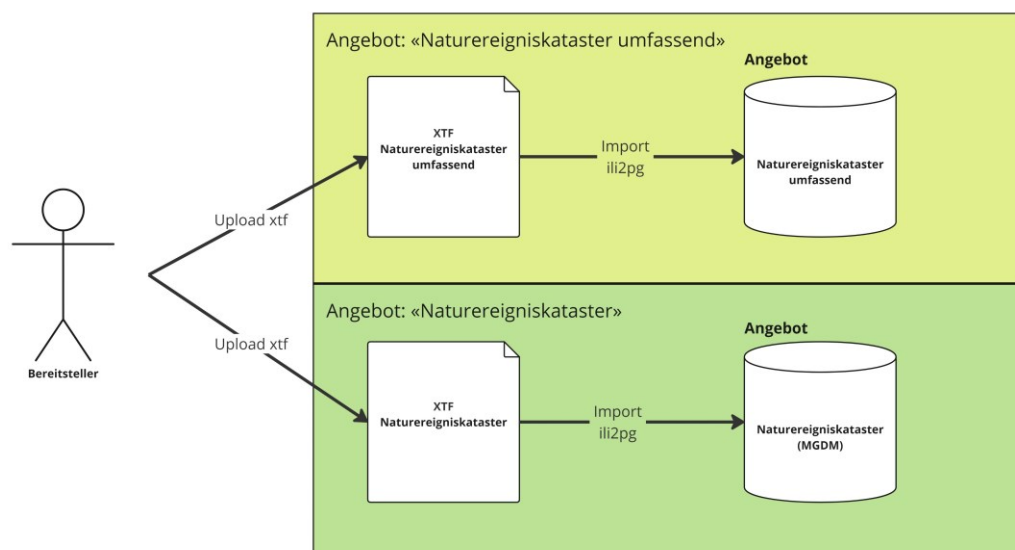 Angebot: «Naturereigniskataster umfassend»
Angebot
XTF
Naturereigniskataster
umfassend
Import
ili2pg
Naturereigniskataster
umfassend
Upload xtf
Bereitsteller
Upload xtf
Angebot: «Naturereigniskataster»
Angebot
XTF
Naturereigniskataster
Import
ili2pg
Naturereigniskataster
(MGDM)